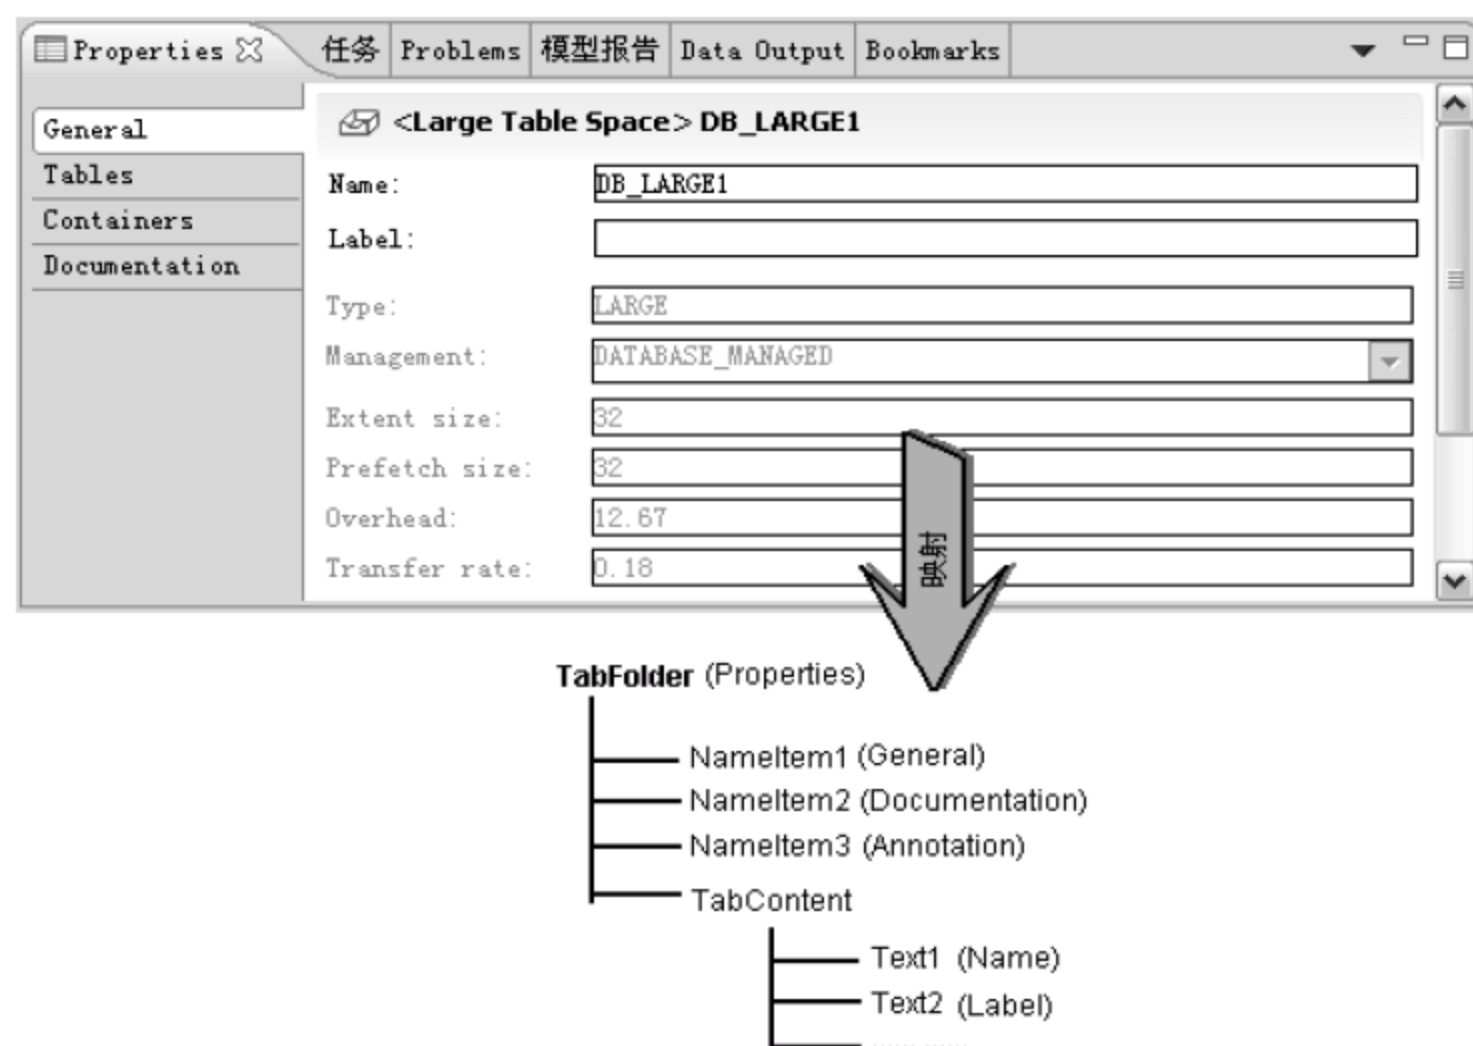 Properties 任务 Problems 模型报告 Data Output Bookmarks
General
Tables
Containers
Documentation
<Large Table Space> DB_LARGE1
Name: DB_LARGE1
Label:
Type: LARGE
Management: DATABASE_MANAGED
Extent size: 32
Prefetch size: 32
Overhead: 12.67
Transfer rate: 0.18
映射
TabFolder (Properties)
NameItem1 (General)
NameItem2 (Documentation)
NameItem3 (Annotation)
TabContent
Text1 (Name)
Text2 (Label)